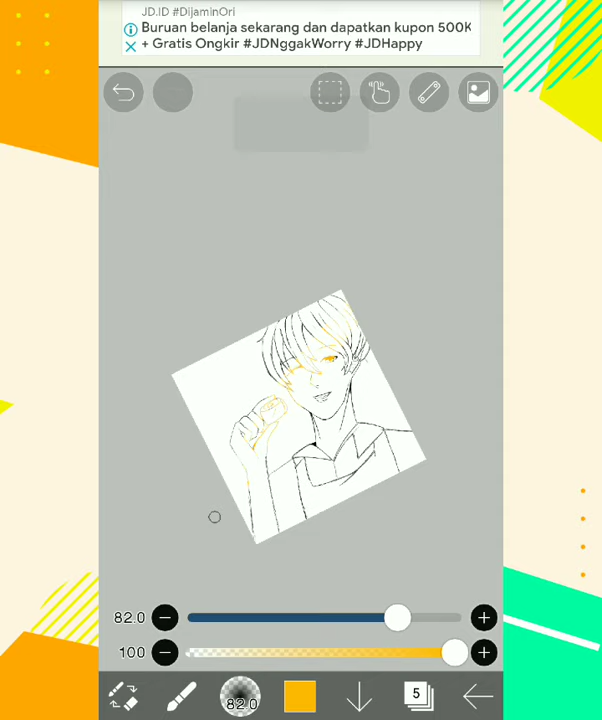 JD.ID #DijaminOri
Buruan belanja sekarang dan dapatkan kupon 500K
+ Gratis Ongkir #JDNggakWorry #JDHappy
82.0
100
82.0
5